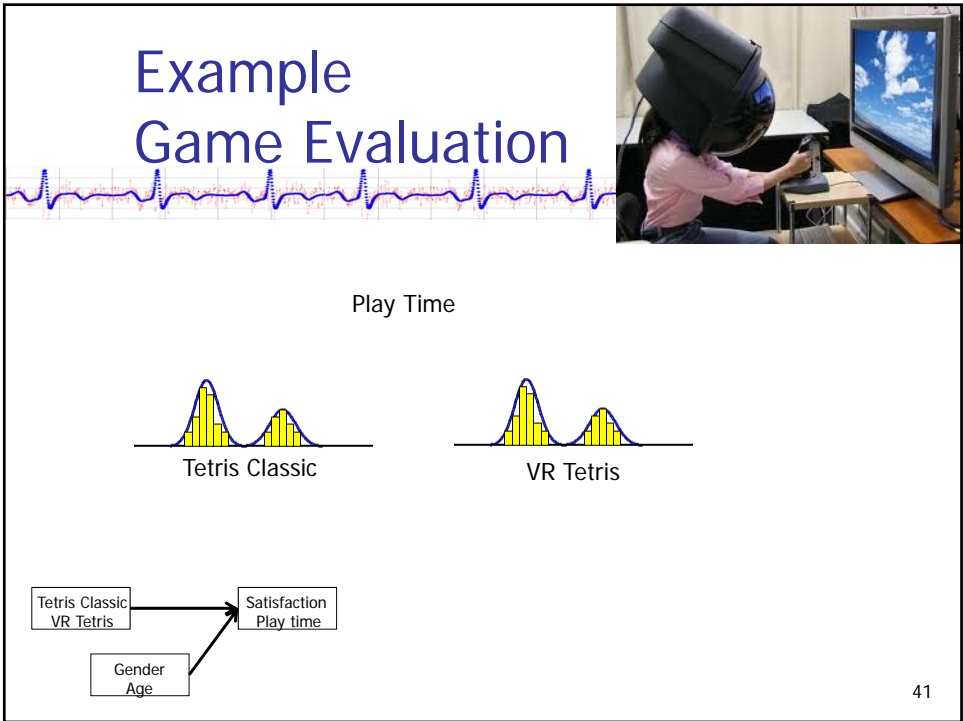 Example
Game Evaluation
Play Time
Tetris Classic
VR Tetris
Tetris Classic
VR Tetris
Satisfaction
Play time
Gender
Age
41